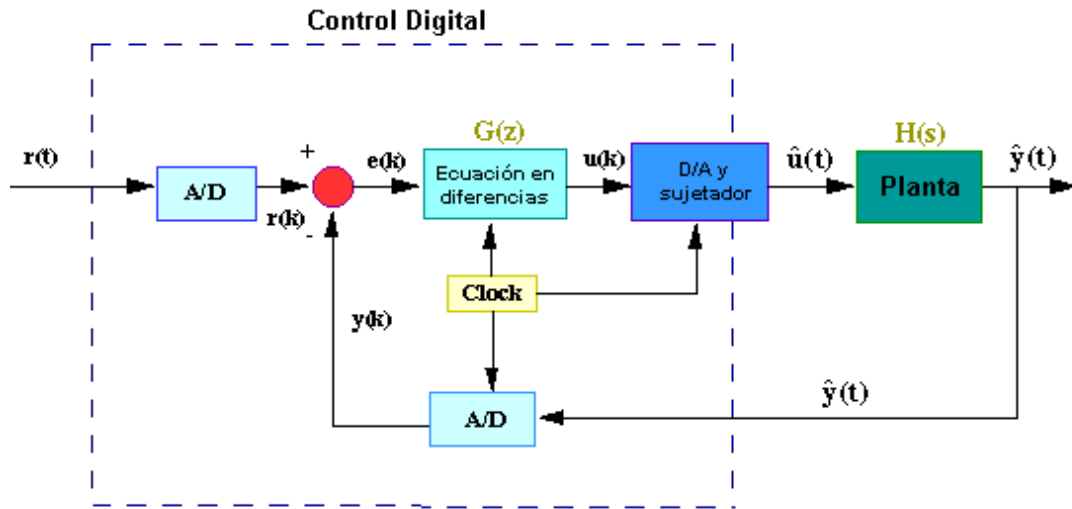 Control Digital
G(z)
H(s)
r(t)
+
e(k)
Ecuación en
diferencias
u(k)
D/A y
sujetador
û(t)
Planta
ŷ(t)
A/D
r(k)
-
Clock
y(k)
ŷ(t)
A/D